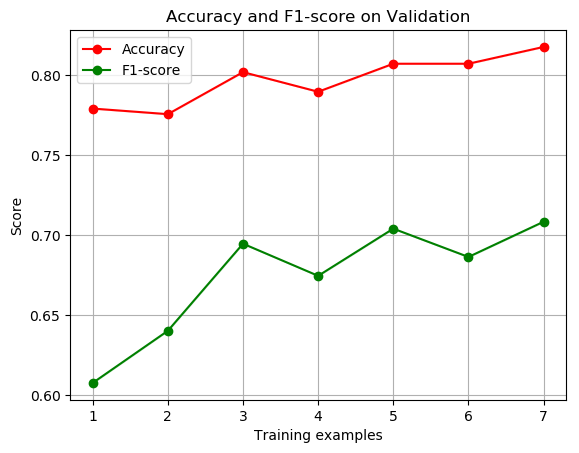 Accuracy and F1-score on Validation
Accuracy
F1-score
0.80
0.75
0.70
0.65
0.60
Score
1 2 3 4 5 6 7
Training examples